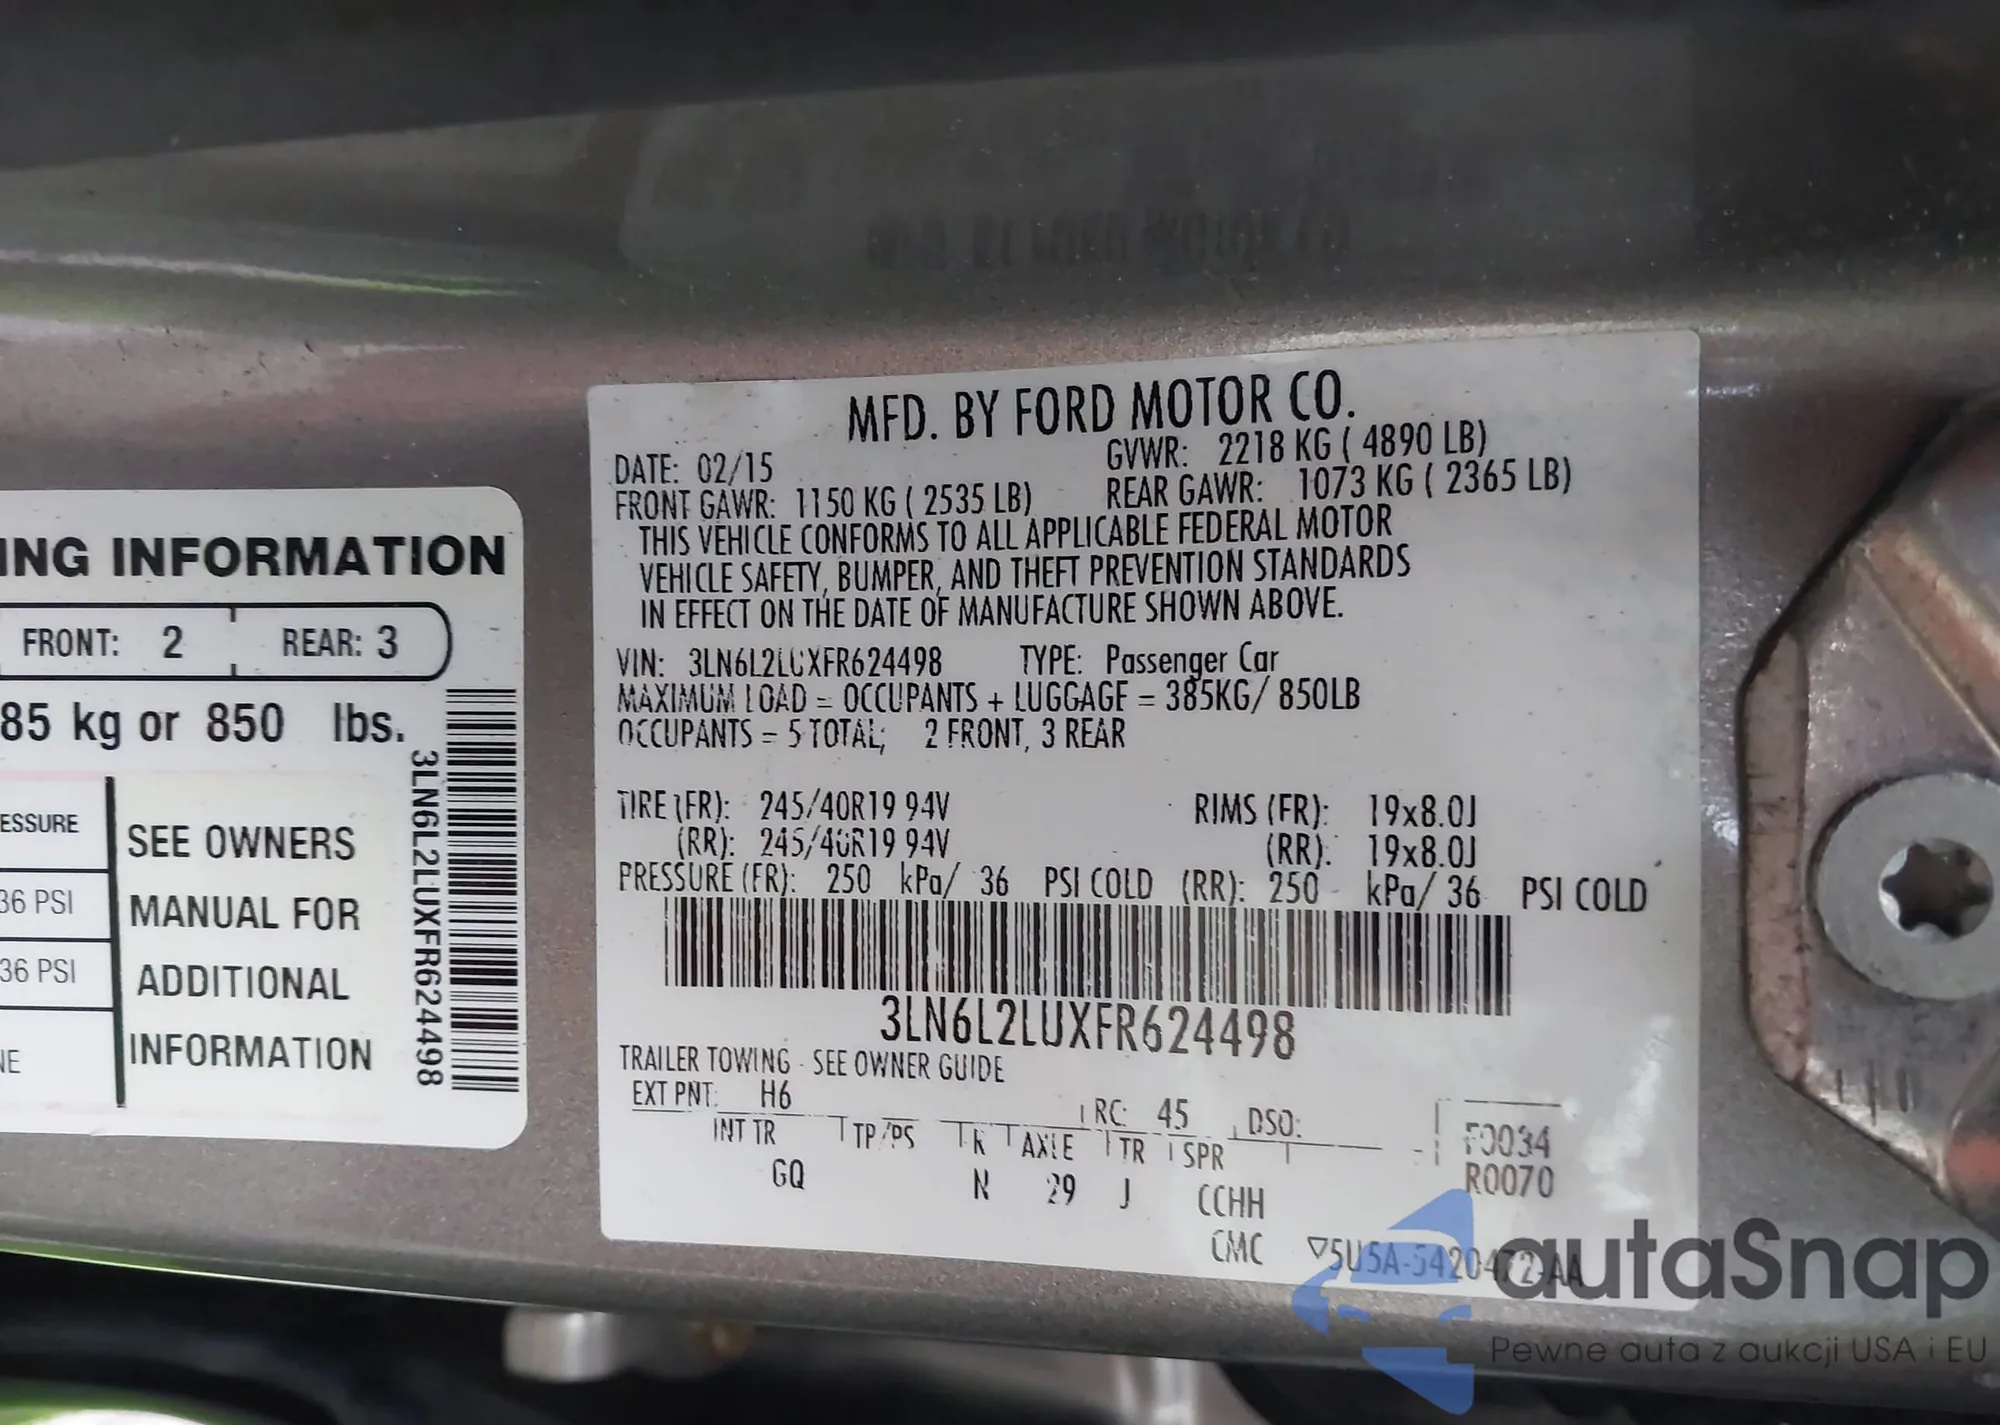 ING INFORMATION
FRONT: 2 REAR: 3
85 kg or 850 lbs.
ESSURE
36 PSI
36 PSI
NE
SEE OWNERS
MANUAL FOR
ADDITIONAL
INFORMATION
3LN6L2LUXFR624498
MFD. BY FORD MOTOR CO.
DATE: 02/15 GVWR: 2218 KG ( 4890 LB)
FRONT GAWR: 1150 KG ( 2535 LB) REAR GAWR: 1073 KG ( 2365 LB)
THIS VEHICLE CONFORMS TO ALL APPLICABLE FEDERAL MOTOR
VEHICLE SAFETY, BUMPER, AND THEFT PREVENTION STANDARDS
IN EFFECT ON THE DATE OF MANUFACTURE SHOWN ABOVE.
VIN: 3LN6L2LUXFR624498 TYPE: Passenger Car
MAXIMUM LOAD = OCCUPANTS + LUGGAGE = 385KG/ 850LB
OCCUPANTS = 5 TOTAL; 2 FRONT, 3 REAR
TIRE (FR): 245/40R19 94V RIMS (FR): 19x8.0J
(RR): 245/40R19 94V (RR): 19x8.0J
PRESSURE (FR): 250 kPa/ 36 PSI COLD (RR): 250 kPa/ 36 PSI COLD
3LN6L2LUXFR624498
TRAILER TOWING - SEE OWNER GUIDE
EXT PNT: H6 RC: 45 DSO:
INT TR TP/PS R AXLE TR SPR F0034
GQ N 29 J CCHH R0070
CMC ▽5U5A-5420472-AA
autaSnap
Pewne auta z aukcji USA i EU